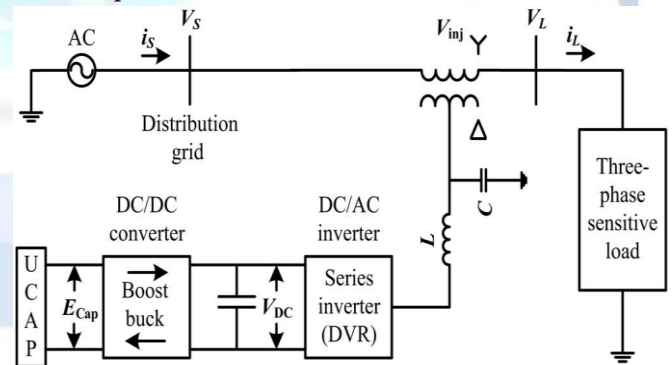 AC
i_S
V_S
V_inj
V_L
i_L
Distribution
grid
Δ
Three-
phase
sensitive
load
C
L
DC/DC
converter
DC/AC
inverter
U
C
A
P
E_Cap
Boost
buck
V_DC
Series
inverter
(DVR)